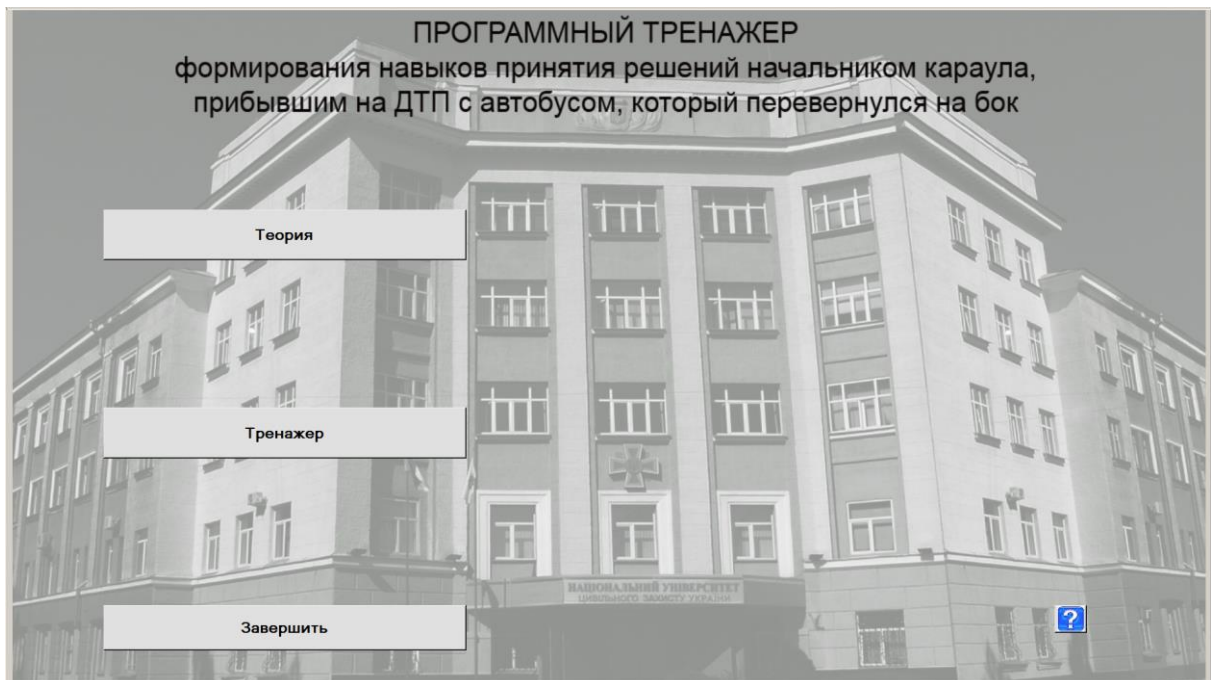 ПРОГРАММНЫЙ ТРЕНАЖЕР
формирования навыков принятия решений начальником караула,
прибывшим на ДТП с автобусом, который перевернулся на бок
Теория
Тренажер
НАЦІОНАЛЬНИЙ УНІВЕРСИТЕТ
ЦИВІЛЬНОГО ЗАХИСТУ УКРАЇНИ
Завершить
?